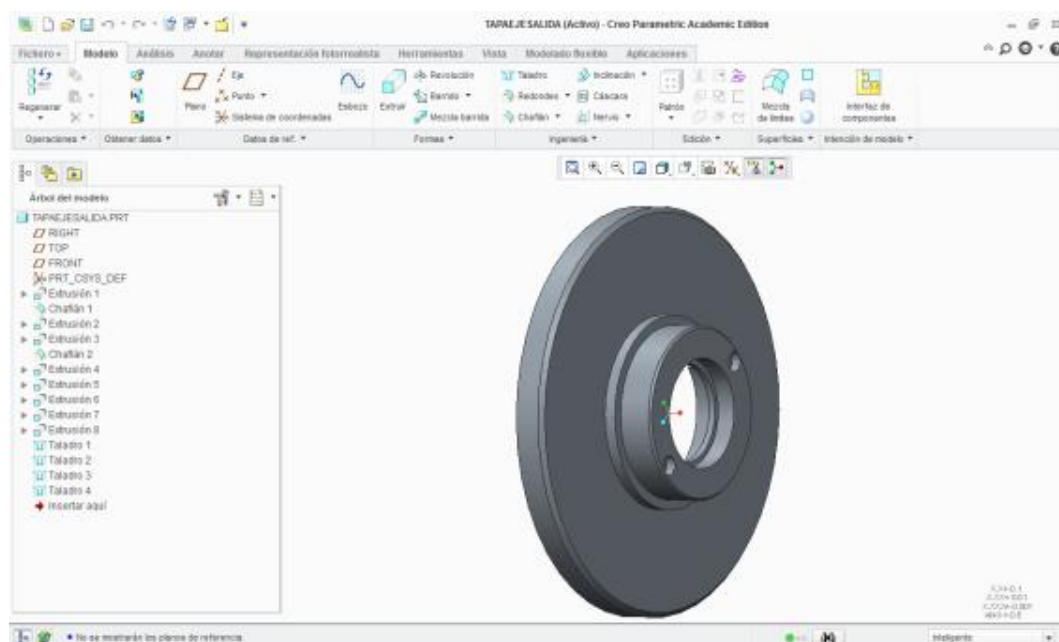 TAPAEJESALIDA (Activo) - Creo Parametric Academic Edition
Fichero Modelo Análisis Anotar Representación fotorrealista Herramientas Vista Modelado flexible Aplicaciones
Regenerar Plano Eje Punto Sistema de coordenadas Esbozo Extruir Revolución Barrido Mezcla barrida Taladro Redondeo Chaflán Inclinación Cáscara Nervio Patrón Mezcla de límites Interfaz de componentes
Operaciones Obtener datos Datos de ref. Formas Ingeniería Edición Superficies Intención de modelo
Árbol del modelo
TAPAEJESALIDA.PRT
RIGHT
TOP
FRONT
PRT_CSYS_DEF
Extrusión 1
Chaflán 1
Extrusión 2
Extrusión 3
Chaflán 2
Extrusión 4
Extrusión 5
Extrusión 6
Extrusión 7
Extrusión 8
Taladro 1
Taladro 2
Taladro 3
Taladro 4
Insertar aquí
No se mostrarán los planos de referencia.
Inteligente